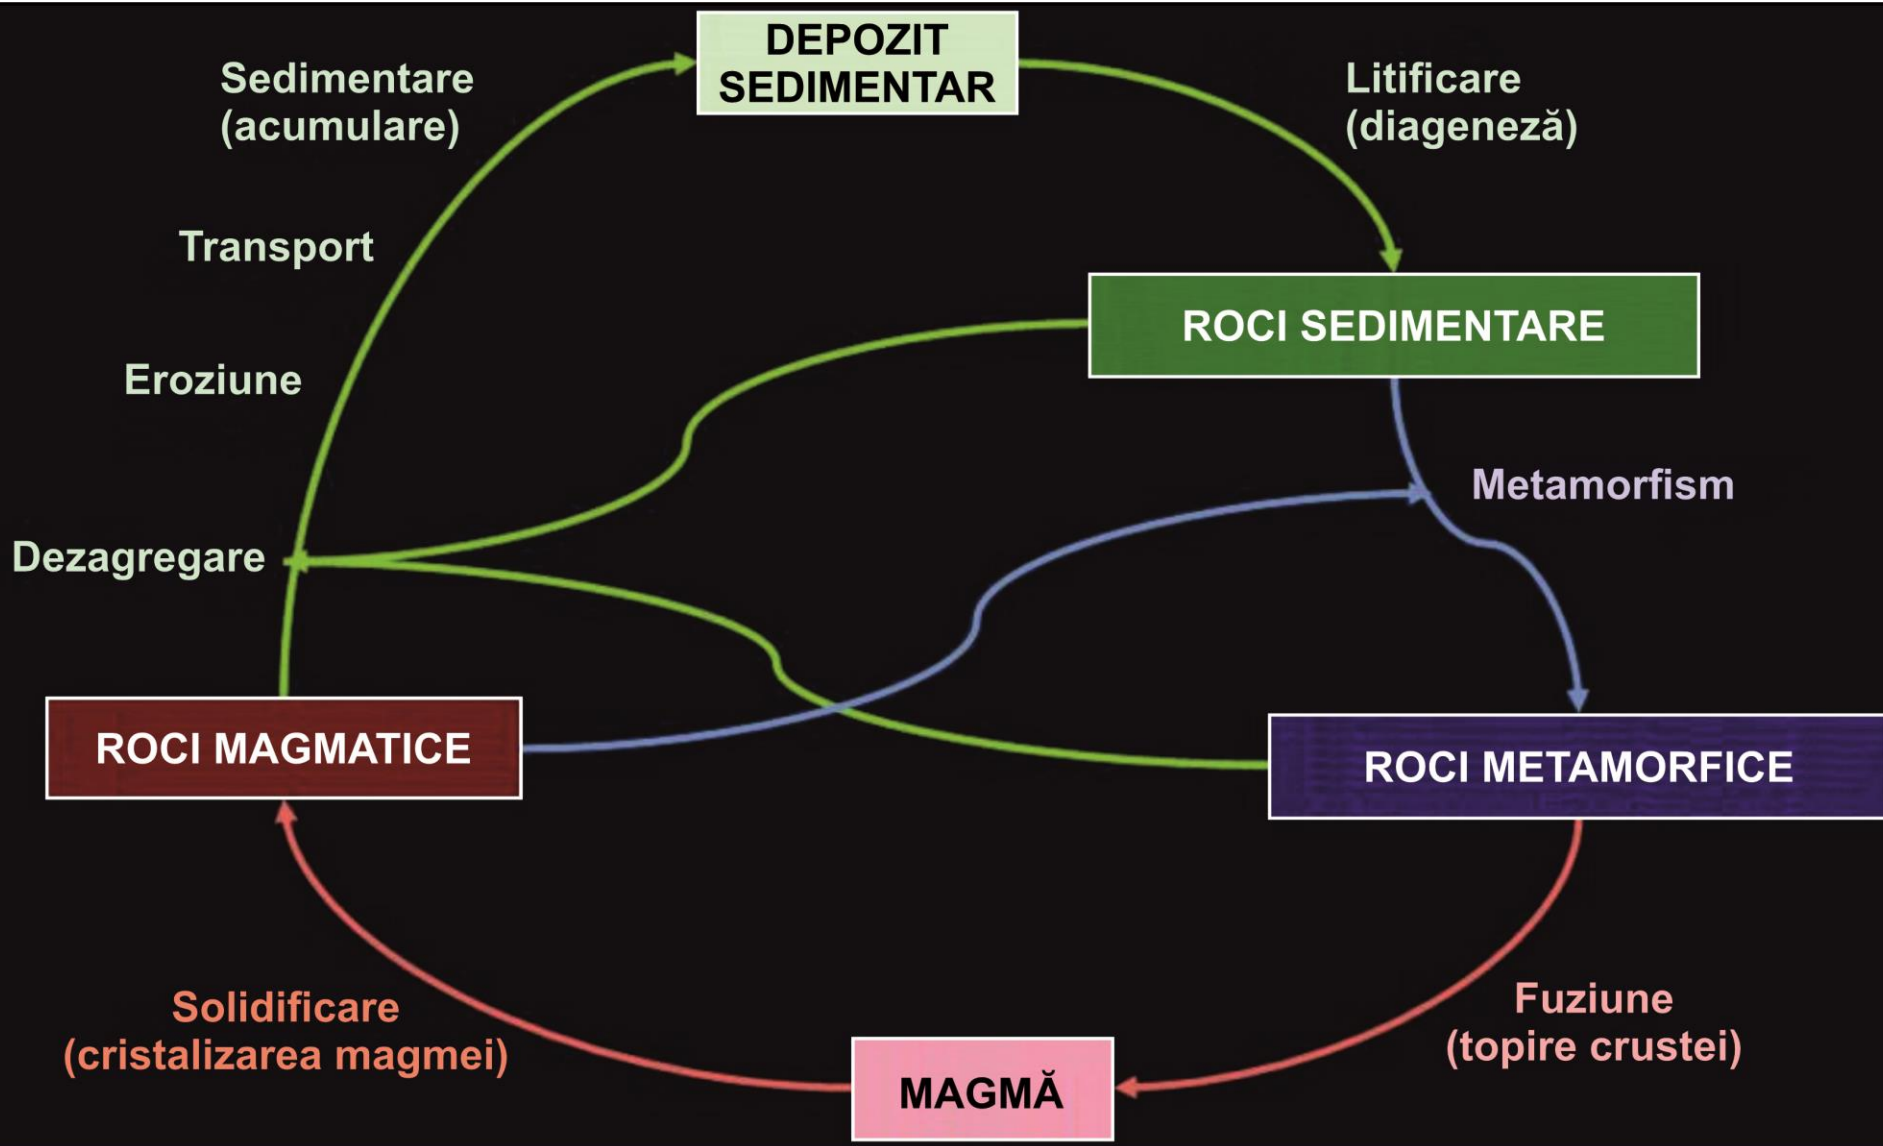 DEPOZIT
SEDIMENTAR
Sedimentare
(acumulare)
Litificare
(diageneză)
Transport
ROCI SEDIMENTARE
Eroziune
Metamorfism
Dezagregare
ROCI MAGMATICE
ROCI METAMORFICE
Solidificare
(cristalizarea magmei)
Fuziune
(topire crustei)
MAGMĂ